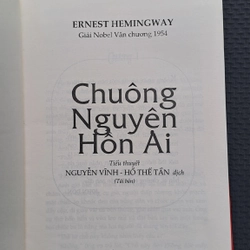 ERNEST HEMINGWAY
Giải Nobel Văn chương 1954
Chuông
Nguyện
Hồn Ai
Tiểu thuyết
NGUYỄN VĨNH - HỒ THẾ TẦN dịch
(Tái bản)